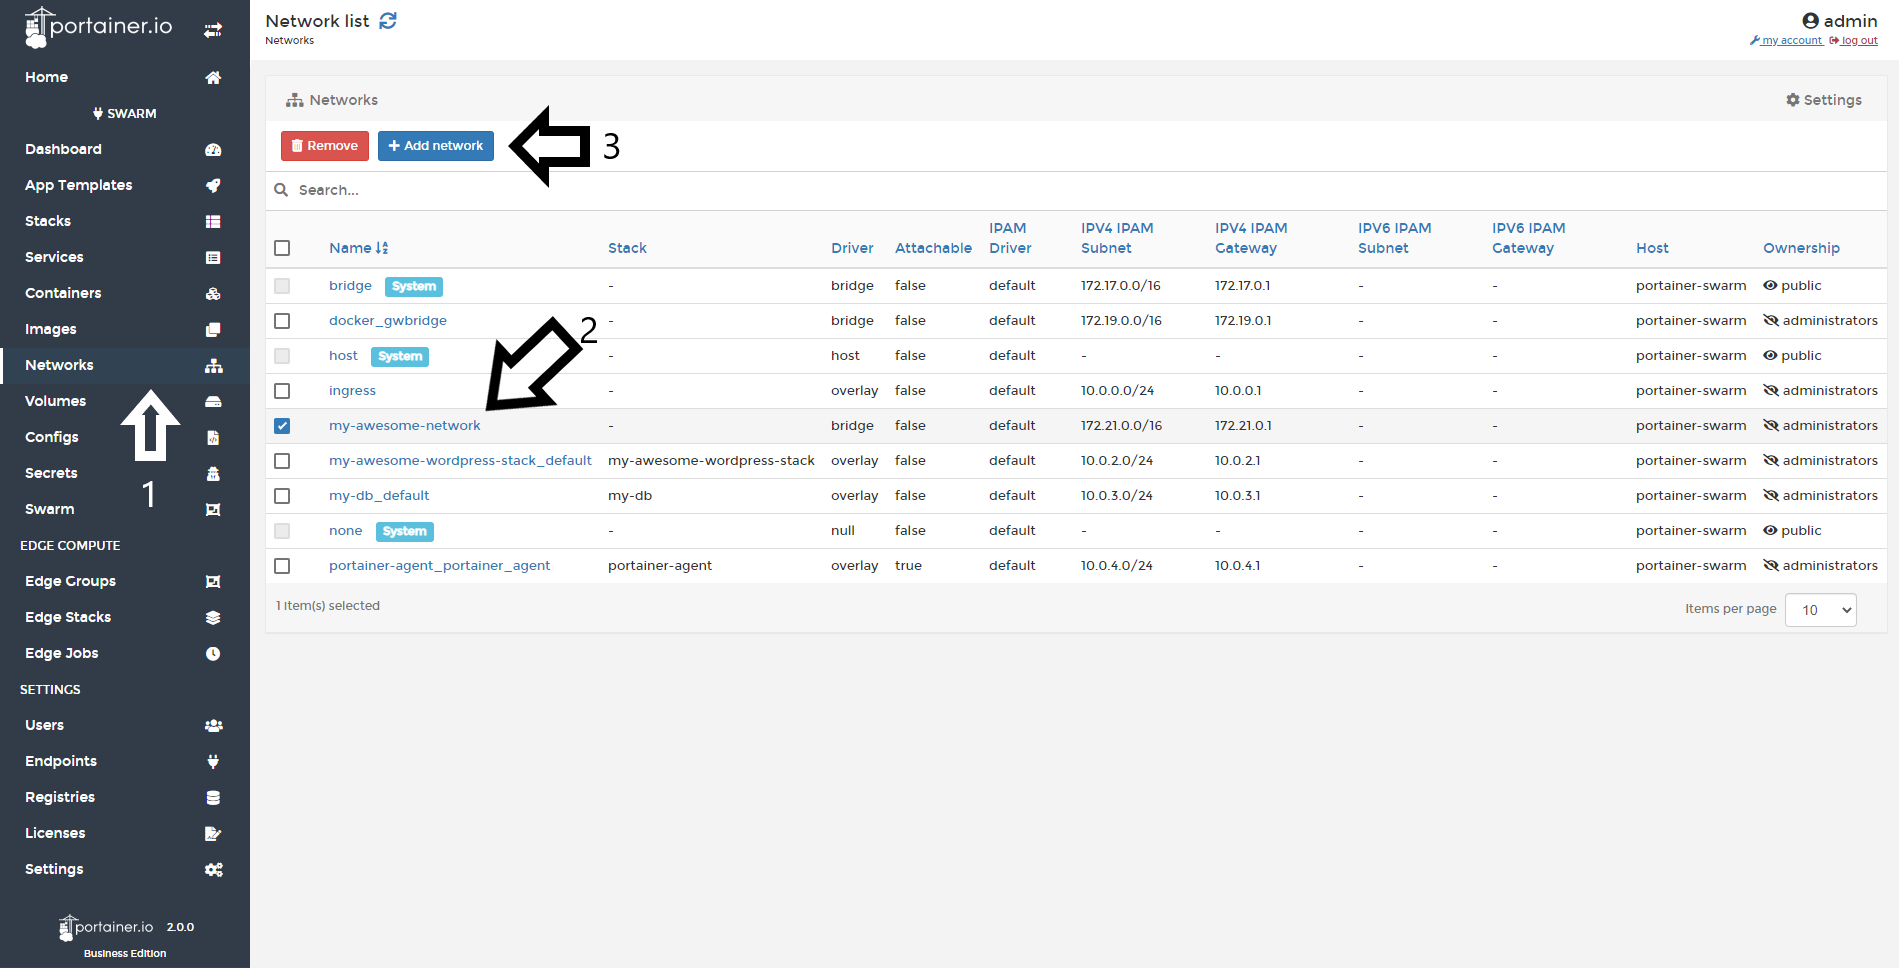 portainer.io
Home
SWARM
Dashboard
App Templates
Stacks
Services
Containers
Images
Networks
Volumes
Configs
1
Secrets
Swarm
EDGE COMPUTE
Edge Groups
Edge Stacks
Edge Jobs
SETTINGS
Users
Endpoints
Registries
Licenses
Settings
portainer.io 2.0.0
Business Edition
Network list
Networks
admin
my account log out
Networks Settings
Remove Add network 3
Search...
Name Stack Driver Attachable IPAM Driver IPV4 IPAM Subnet IPV4 IPAM Gateway IPV6 IPAM Subnet IPV6 IPAM Gateway Host Ownership
bridge System - bridge false default 172.17.0.0/16 172.17.0.1 - - portainer-swarm public
docker_gwbridge - bridge false default 172.19.0.0/16 172.19.0.1 - - portainer-swarm administrators
2
host System - host false default - - - - portainer-swarm public
ingress - overlay false default 10.0.0.0/24 10.0.0.1 - - portainer-swarm administrators
my-awesome-network - bridge false default 172.21.0.0/16 172.21.0.1 - - portainer-swarm administrators
my-awesome-wordpress-stack_default my-awesome-wordpress-stack overlay false default 10.0.2.0/24 10.0.2.1 - - portainer-swarm administrators
my-db_default my-db overlay false default 10.0.3.0/24 10.0.3.1 - - portainer-swarm administrators
none System - null false default - - - - portainer-swarm public
portainer-agent_portainer_agent portainer-agent overlay true default 10.0.4.0/24 10.0.4.1 - - portainer-swarm administrators
1 item(s) selected
Items per page 10